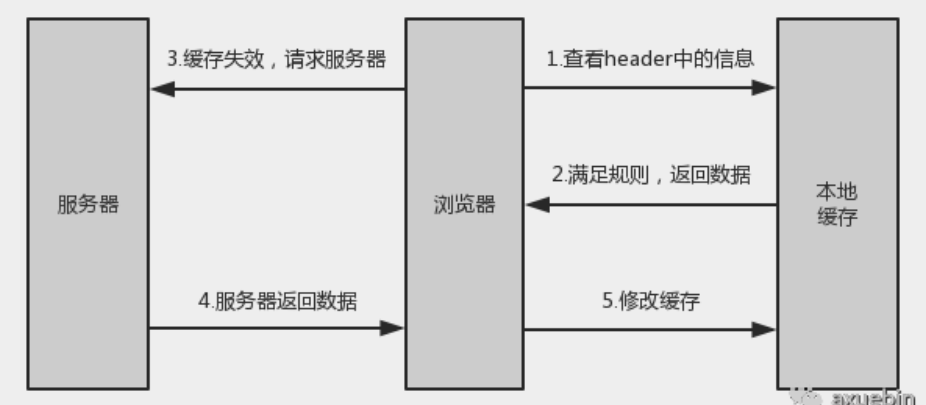 3.缓存失效，请求服务器
1.查看header中的信息
2.满足规则，返回数据
服务器
浏览器
本地
缓存
4.服务器返回数据
5.修改缓存
axuebin